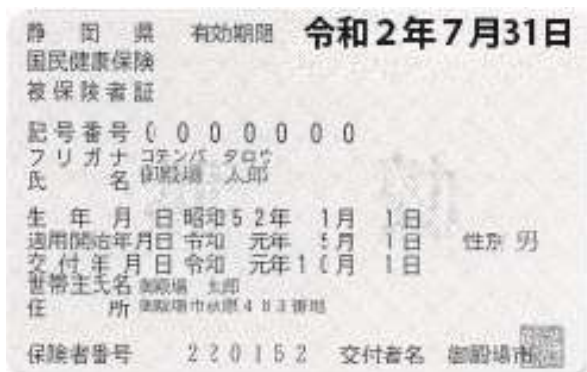 静岡県 有効期限 令和2年7月31日
国民健康保険
被保険者証
記号番号 0000000
フリガナ ゴテンバ タロウ
氏名 御殿場 太郎
生年月日 昭和52年 1月 1日
適用開始年月日 令和 元年 5月 1日 性別 男
交付年月日 令和 元年10月 1日
世帯主氏名 御殿場 太郎
住所 御殿場市萩原483番地
保険者番号 220152 交付者名 御殿場市